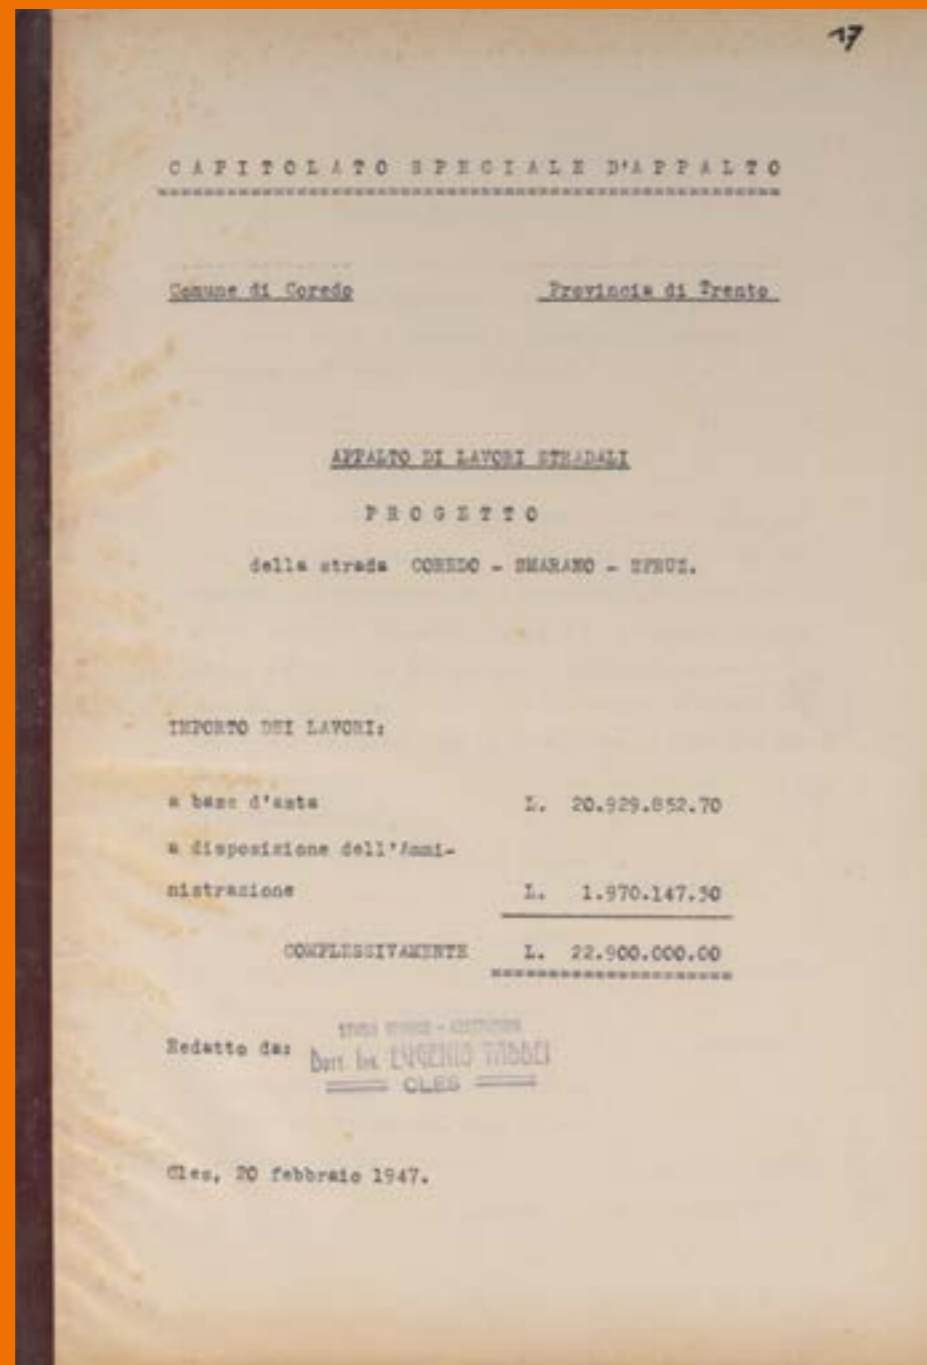 17
CAPITOLATO SPECIALE D'APPALTO
Comune di Coredo
Provincia di Trento
APPALTO DI LAVORI STRADALI
PROGETTO
della strada COREDO - SMARANO - SFRUZ.
IMPORTO DEI LAVORI:
a base d'asta L. 20.929.852.70
a disposizione dell'Ammi-
nistrazione L. 1.970.147.30
COMPLESSIVAMENTE L. 22.900.000.00
Redatto da:
Dott. Ing. EUGENIO TADDEI
CLES
Cles, 20 febbraio 1947.